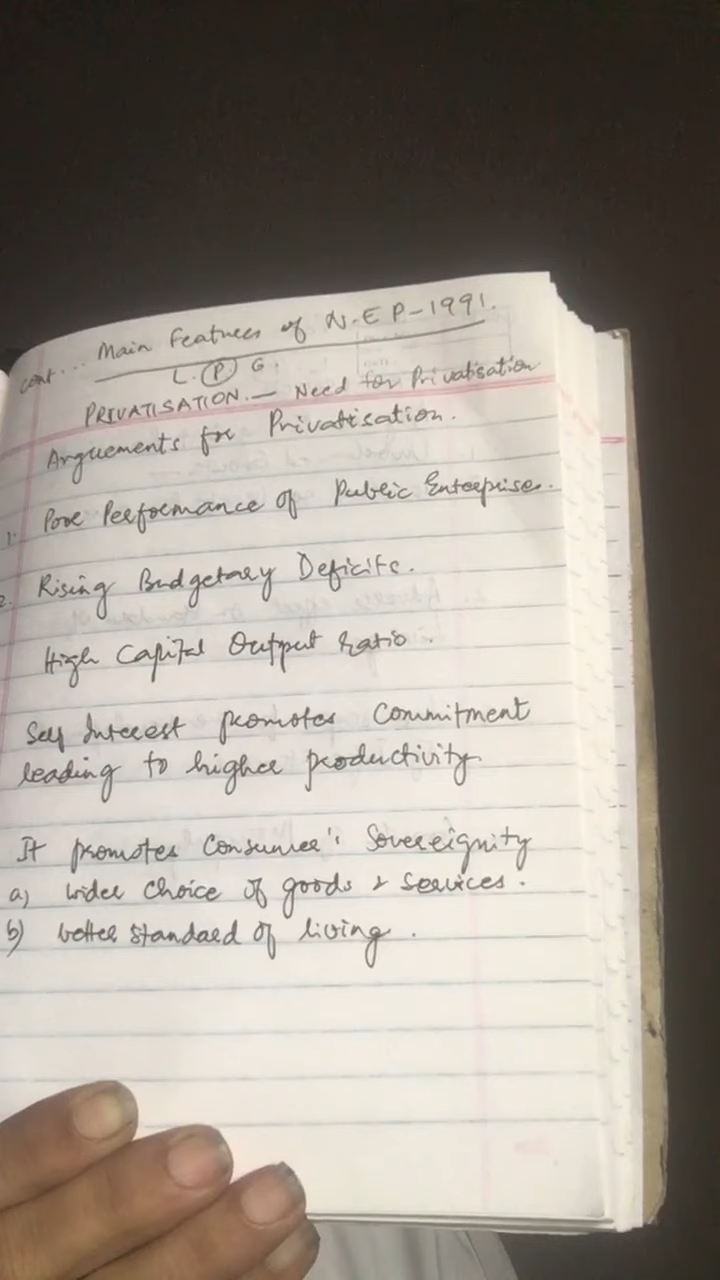 cont... Main Features of N.E P-1991.
L. P G.
PRIVATISATION. — Need for Privatisation
Arguements for Privatisation.
1. Poor Performance of Public Enterprise.
2. Rising Budgetary Deficits.
High Capital Output Ratio.
Self Interest promotes Commitment
leading to higher productivity.
It promotes Consumer's Sovereignity
a) wider choice of goods & Services.
b) better standard of living.